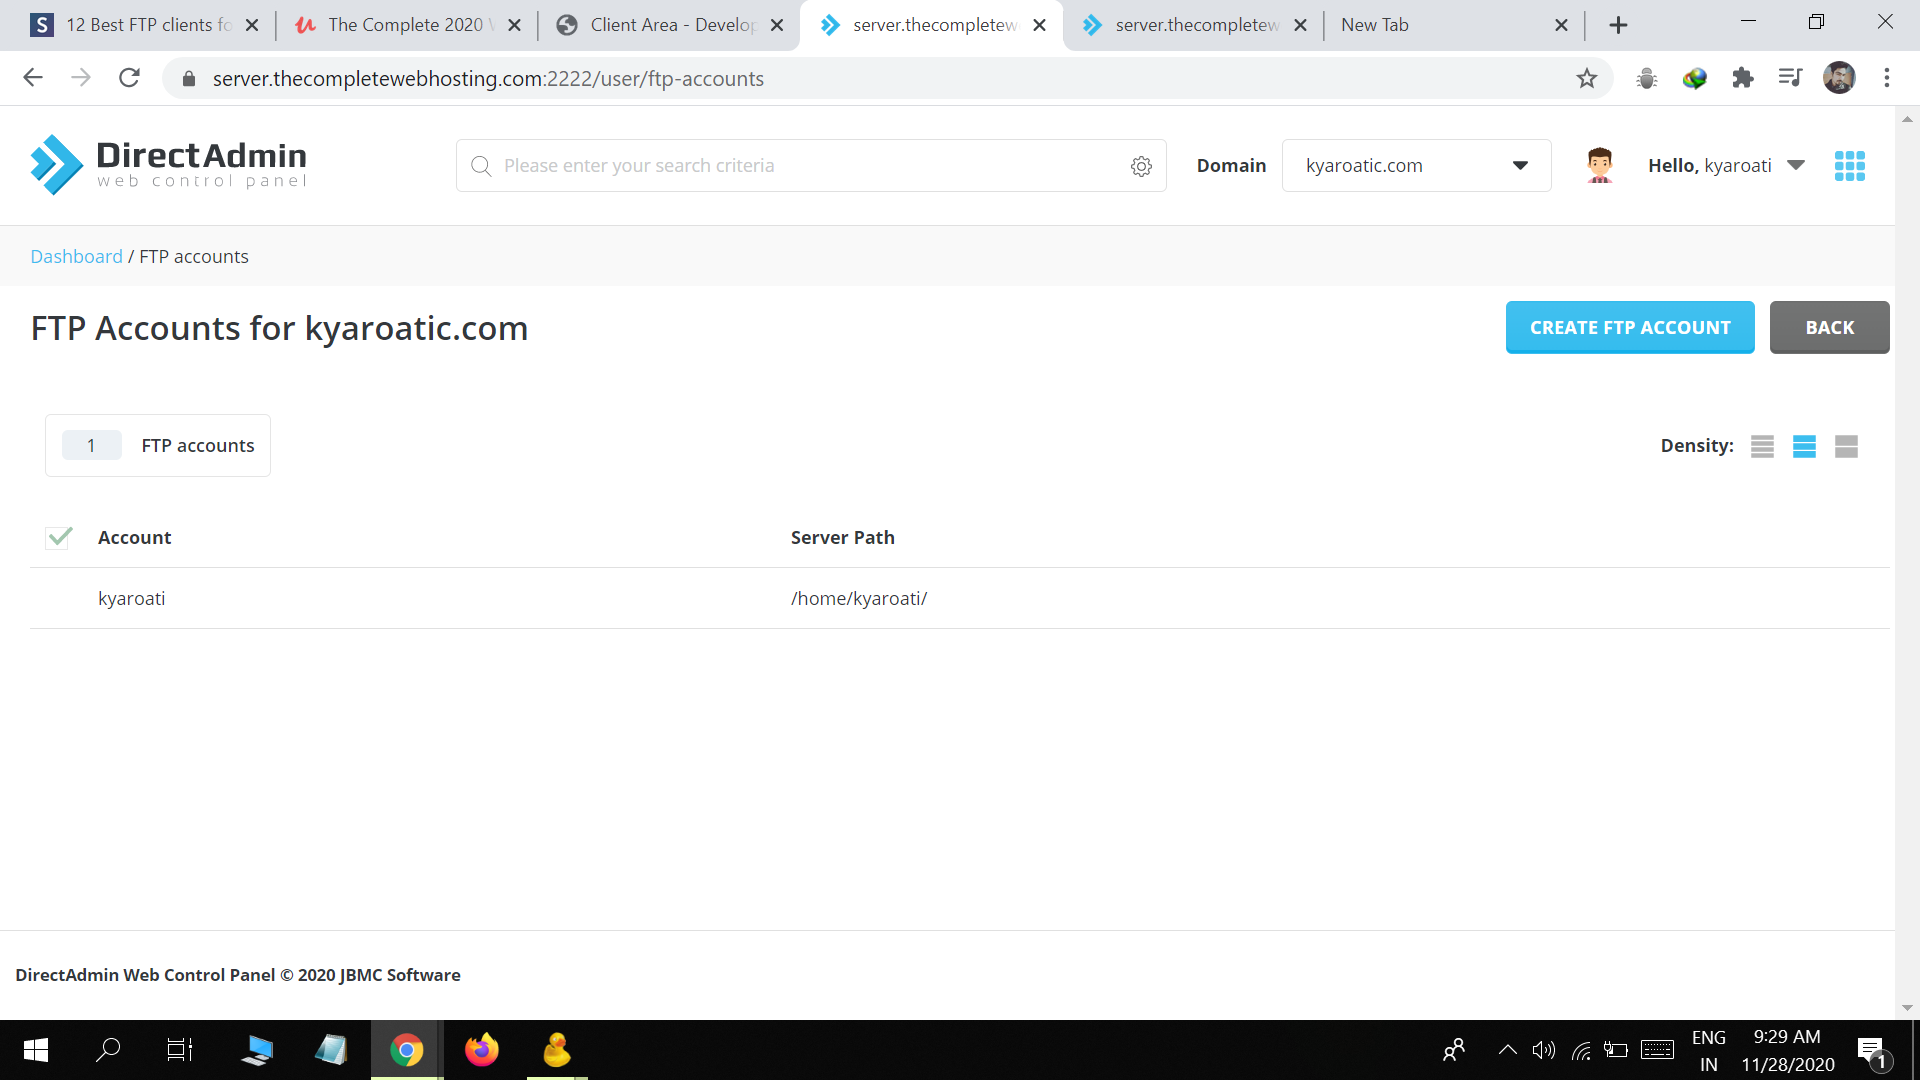 S 12 Best FTP clients fo
The Complete 2020
Client Area - Develop
server.thecompletew
server.thecompletew
New Tab
server.thecompletewebhosting.com:2222/user/ftp-accounts
DirectAdmin
web control panel
Please enter your search criteria
Domain
kyaroatic.com
Hello, kyaroati
Dashboard / FTP accounts
FTP Accounts for kyaroatic.com
CREATE FTP ACCOUNT
BACK
1 FTP accounts
Density:
Account Server Path
kyaroati /home/kyaroati/
DirectAdmin Web Control Panel © 2020 JBMC Software
ENG
IN
9:29 AM
11/28/2020
1